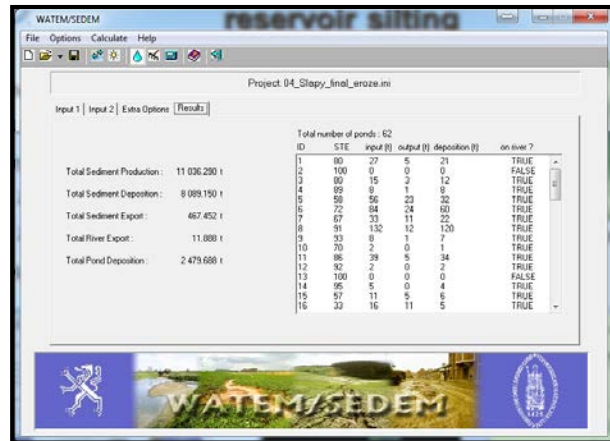 reservoir silting
WATEM/SEDEM
File Options Calculate Help
Project: 04_Slapy_final_eroze.ini
Input 1 Input 2 Extra Options Results
Total number of ponds : 62
ID STE input (t) output (t) deposition (t) on river ?
1 80 27 5 21 TRUE
2 100 0 0 0 FALSE
3 80 15 3 12 TRUE
4 89 8 1 8 TRUE
5 58 56 23 32 TRUE
6 72 84 24 60 TRUE
7 67 33 11 22 TRUE
8 91 132 12 120 TRUE
9 93 8 1 7 TRUE
10 70 2 0 1 TRUE
11 86 39 5 34 TRUE
12 92 2 0 2 TRUE
13 100 0 0 0 FALSE
14 95 5 0 4 TRUE
15 57 11 5 6 TRUE
16 33 16 11 5 TRUE
Total Sediment Production : 11 036.290 t
Total Sediment Deposition : 8 089.150 t
Total Sediment Export : 467.452 t
Total River Export : 11.888 t
Total Pond Deposition : 2 479.688 t
WATEM/SEDEM